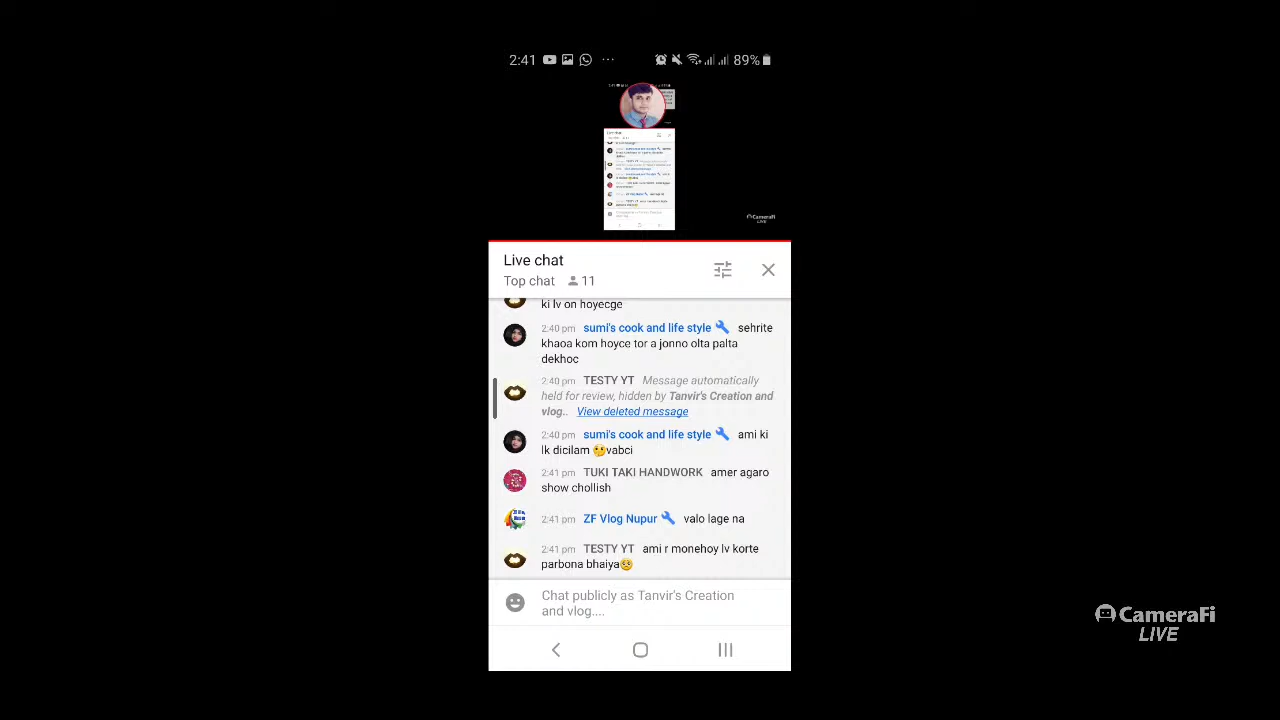 2:41 ... 89%
CameraFi
LIVE
Live chat
Top chat 11
ki lv on hoyecge
2:40 pm sumi's cook and life style sehrite
khaoa kom hoyce tor a jonno olta palta
dekhoc
2:40 pm TESTY YT Message automatically
held for review, hidden by Tanvir's Creation and
vlog.. View deleted message
2:40 pm sumi's cook and life style ami ki
lk dicilam 🤔vabci
2:41 pm TUKI TAKI HANDWORK amer agaro
show chollish
2:41 pm ZF Vlog Nupur valo lage na
2:41 pm TESTY YT ami r monehoy lv korte
parbona bhaiya🥺
Chat publicly as Tanvir's Creation
and vlog....
CameraFi
LIVE